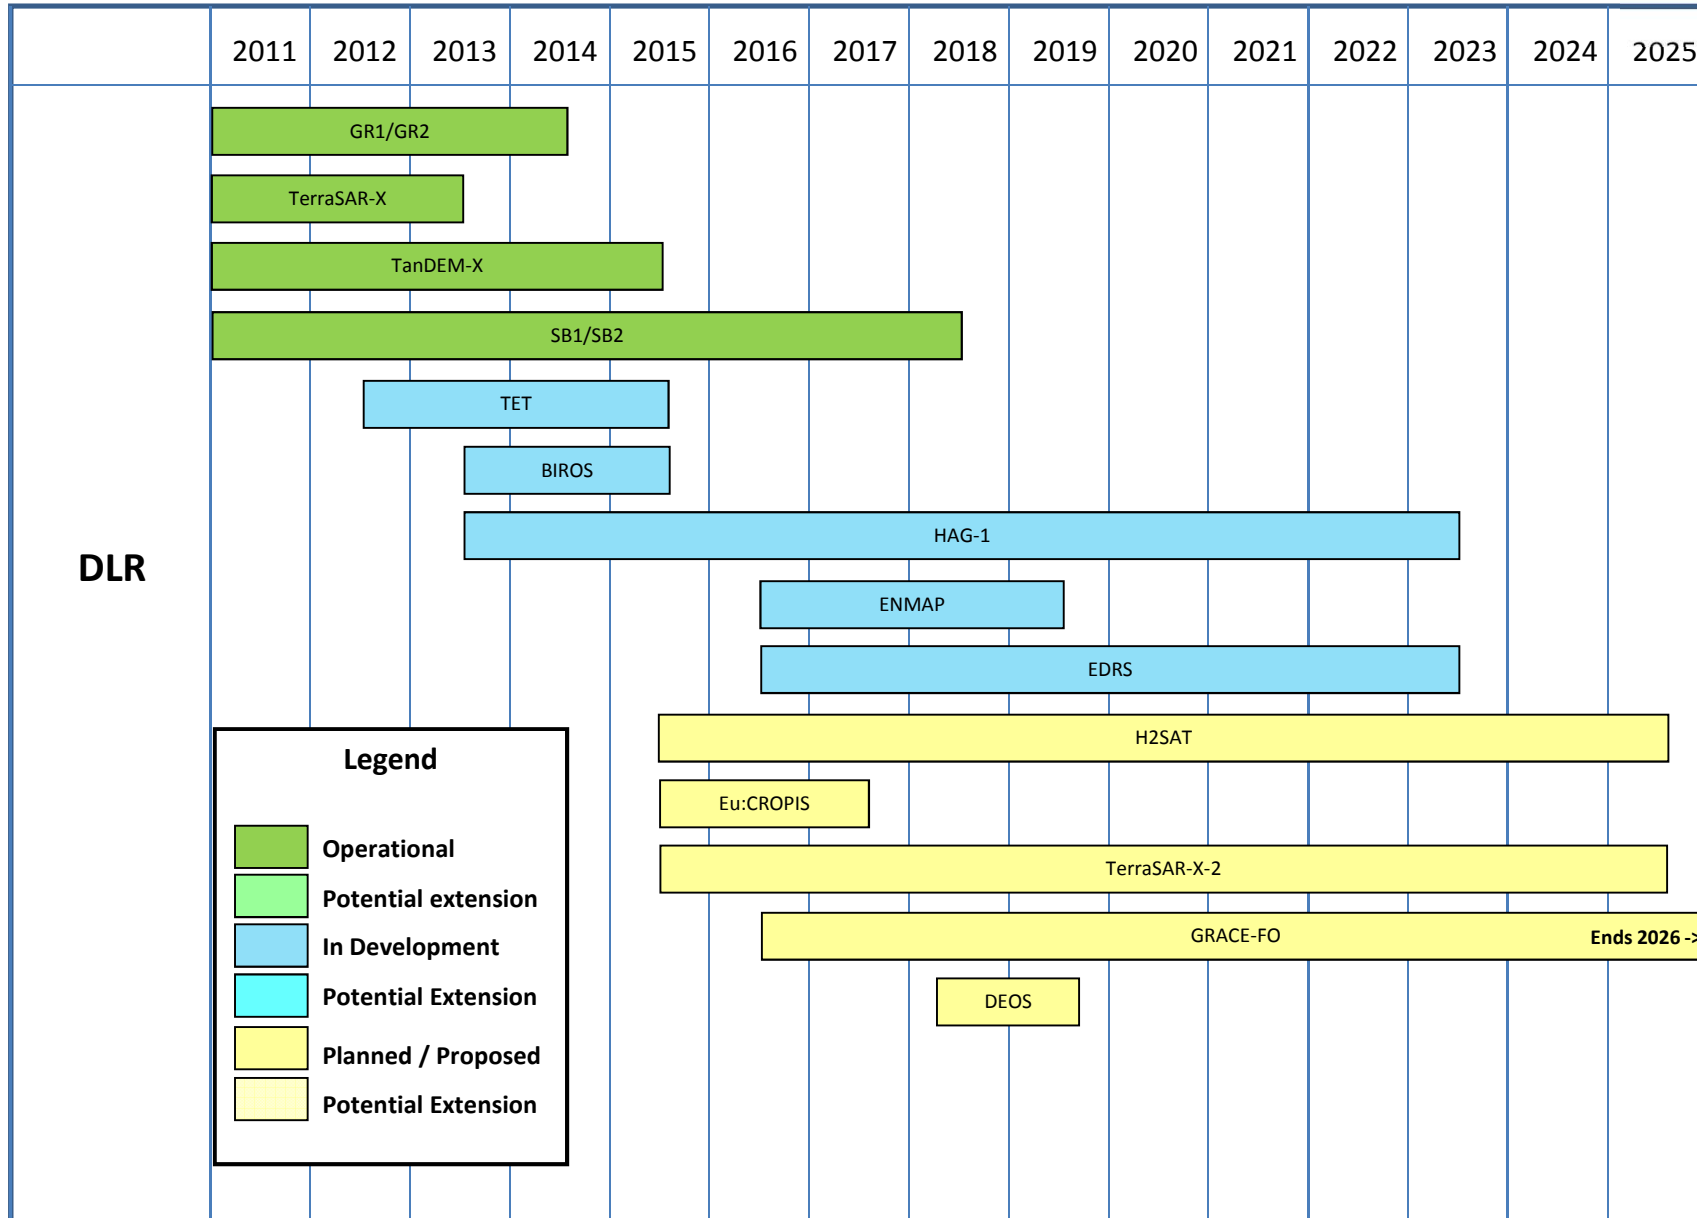 2011 2012 2013 2014 2015 2016 2017 2018 2019 2020 2021 2022 2023 2024 2025
GR1/GR2
TerraSAR-X
TanDEM-X
SB1/SB2
TET
BIROS
HAG-1
DLR
ENMAP
EDRS
H2SAT
Eu:CROPIS
TerraSAR-X-2
GRACE-FO Ends 2026 ->
DEOS
Legend
Operational
Potential extension
In Development
Potential Extension
Planned / Proposed
Potential Extension